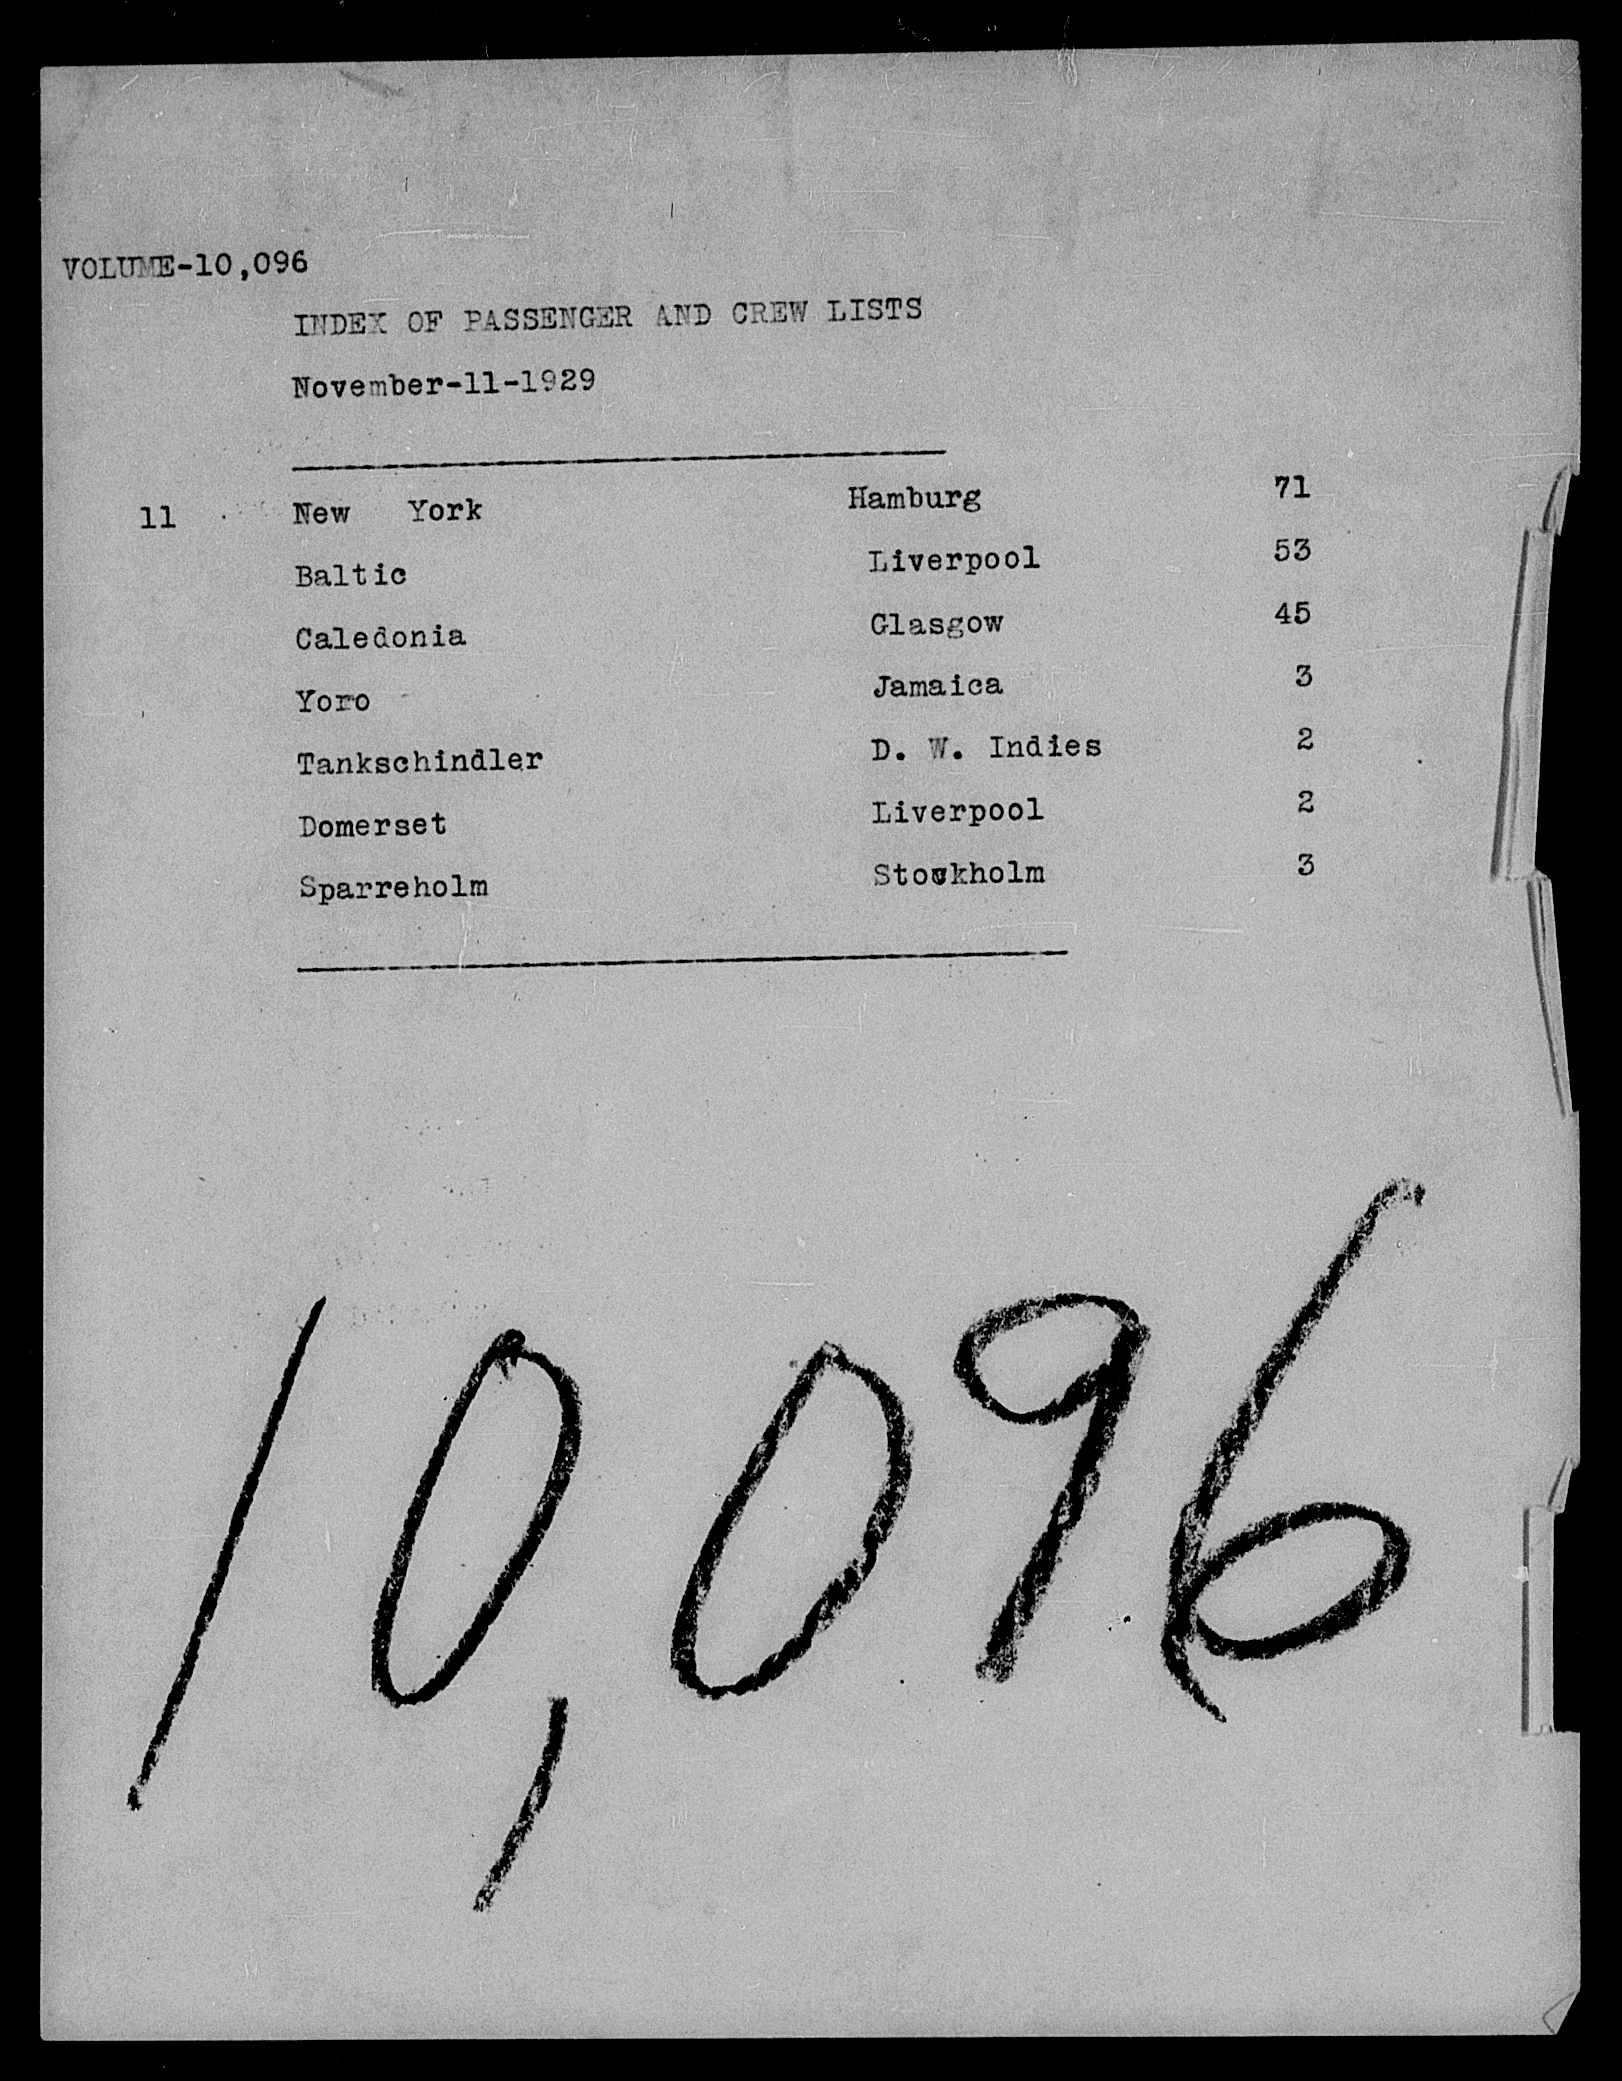 VOLUME-10,096
INDEX OF PASSENGER AND CREW LISTS
November-11-1929
11 New York Hamburg 71
Baltic Liverpool 53
Caledonia Glasgow 45
Yoro Jamaica 3
Tankschindler D. W. Indies 2
Domerset Liverpool 2
Sparreholm Stockholm 3
10,096